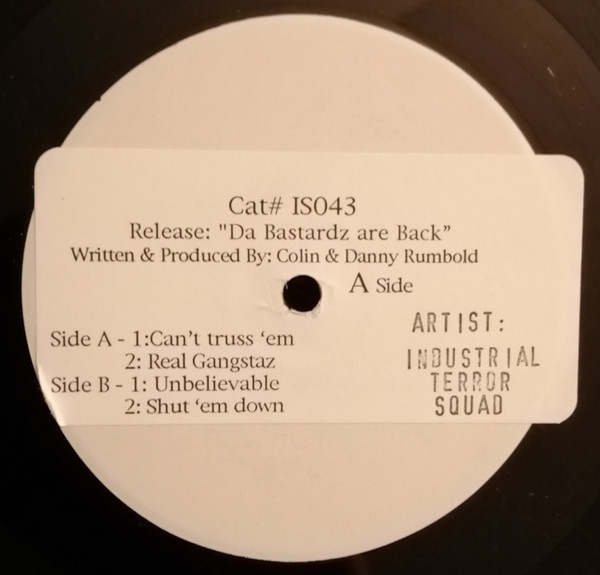 Cat# IS043
Release: "Da Bastardz are Back”
Written & Produced By: Colin & Danny Rumbold
A Side
Side A - 1:Can't truss ‘em
2: Real Gangstaz
Side B - 1: Unbelievable
2: Shut ‘em down
ARTIST:
INDUSTRIAL
TERROR
SQUAD